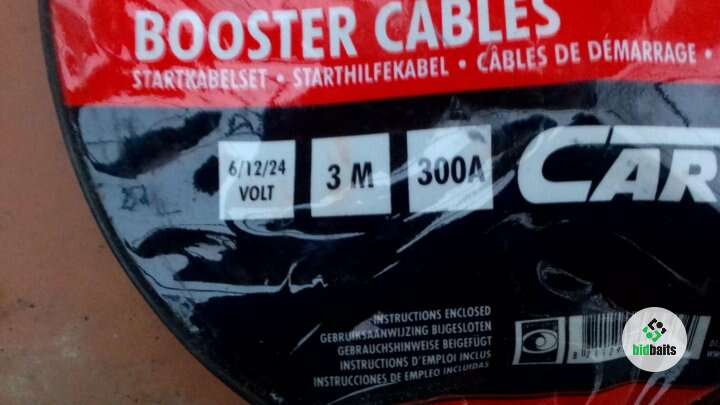 BOOSTER CABLES
STARTKABELSET • STARTHILFEKABEL • CÂBLES DE DÉMARRAGE •
6/12/24
VOLT
3 M
300A
CAR
INSTRUCTIONS ENCLOSED
GEBRUIKSAANWIJZING BIJGESLOTEN
GEBRAUCHSHINWEISE BEIGEFÜGT
INSTRUCTIONS D'EMPLOI INCLUS
INSTRUCCIONES DE EMPLEO INCLUIDAS
bidbaits